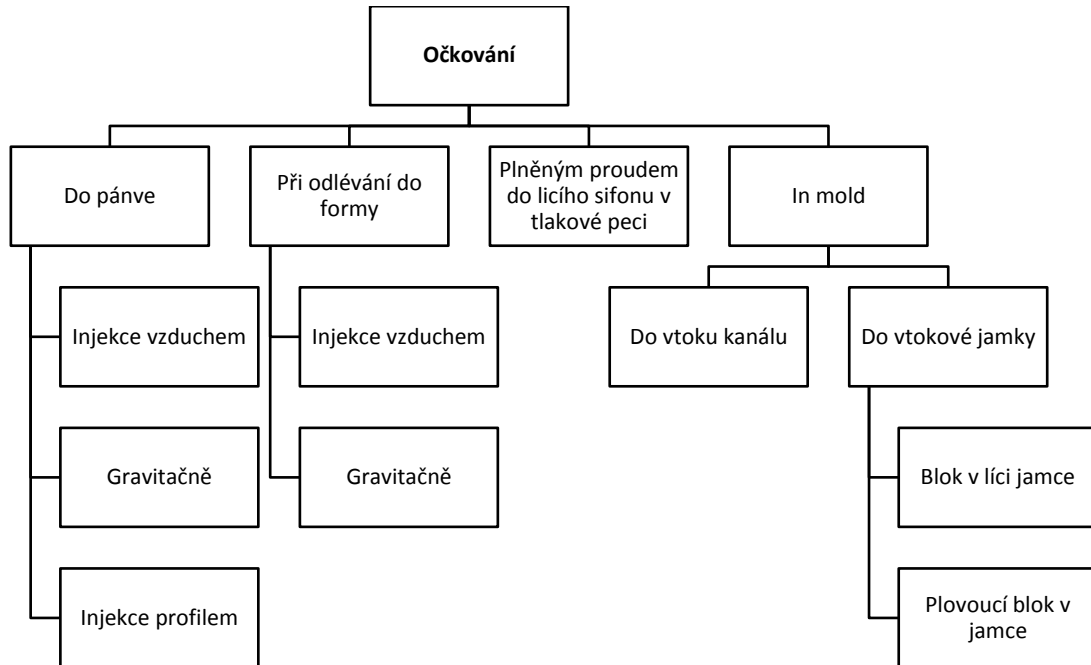 Očkování
Do pánve
Při odlévání do
formy
Plněným proudem
do licího sifonu v
tlakové peci
In mold
Injekce vzduchem
Injekce vzduchem
Do vtoku kanálu
Do vtokové jamky
Gravitačně
Gravitačně
Blok v líci jamce
Injekce profilem
Plovoucí blok v
jamce